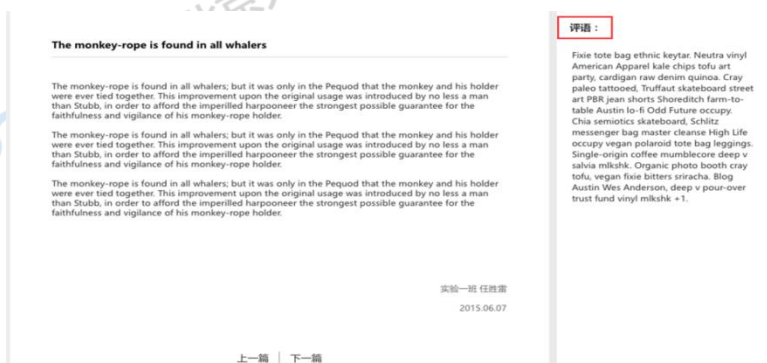 The monkey-rope is found in all whalers
The monkey-rope is found in all whalers; but it was only in the Pequod that the monkey and his holder
were ever tied together. This improvement upon the original usage was introduced by no less a man
than Stubb, in order to afford the imperilled harpooneer the strongest possible guarantee for the
faithfulness and vigilance of his monkey-rope holder.
The monkey-rope is found in all whalers; but it was only in the Pequod that the monkey and his holder
were ever tied together. This improvement upon the original usage was introduced by no less a man
than Stubb, in order to afford the imperilled harpooneer the strongest possible guarantee for the
faithfulness and vigilance of his monkey-rope holder.
The monkey-rope is found in all whalers; but it was only in the Pequod that the monkey and his holder
were ever tied together. This improvement upon the original usage was introduced by no less a man
than Stubb, in order to afford the imperilled harpooneer the strongest possible guarantee for the
faithfulness and vigilance of his monkey-rope holder.
实验一班 任胜雷
2015.06.07
上一篇 | 下一篇
评语：
Fixie tote bag ethnic keytar. Neutra vinyl
American Apparel kale chips tofu art
party, cardigan raw denim quinoa. Cray
paleo tattooed, Truffaut skateboard street
art PBR jean shorts Shoreditch farm-to-
table Austin lo-fi Odd Future occupy.
Chia semiotics skateboard, Schlitz
messenger bag master cleanse High Life
occupy vegan polaroid tote bag leggings.
Single-origin coffee mumblecore deep v
salvia mlkshk. Organic photo booth cray
tofu, vegan fixie bitters sriracha. Blog
Austin Wes Anderson, deep v pour-over
trust fund vinyl mlkshk +1.